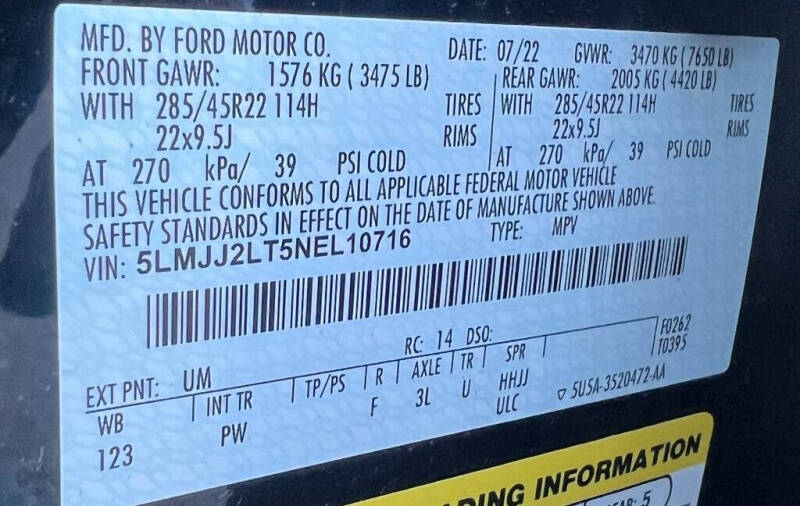 MFD. BY FORD MOTOR CO. DATE: 07/22 GVWR: 3470 KG ( 7650 LB)
FRONT GAWR: 1576 KG ( 3475 LB) REAR GAWR: 2005 KG ( 4420 LB)
WITH 285/45R22 114H TIRES WITH 285/45R22 114H TIRES
22x9.5J RIMS 22x9.5J RIMS
AT 270 kPa/ 39 PSI COLD AT 270 kPa/ 39 PSI COLD
THIS VEHICLE CONFORMS TO ALL APPLICABLE FEDERAL MOTOR VEHICLE
SAFETY STANDARDS IN EFFECT ON THE DATE OF MANUFACTURE SHOWN ABOVE.
VIN: 5LMJJ2LT5NEL10716 TYPE: MPV
F0262
EXT PNT: UM RC: 14 DSO: T0395
WB INT TR TP/PS R AXLE TR SPR
123 PW F 3L U HHJJ
ULC ▽ 5U5A-3520472-AA
ING INFORMATION
5